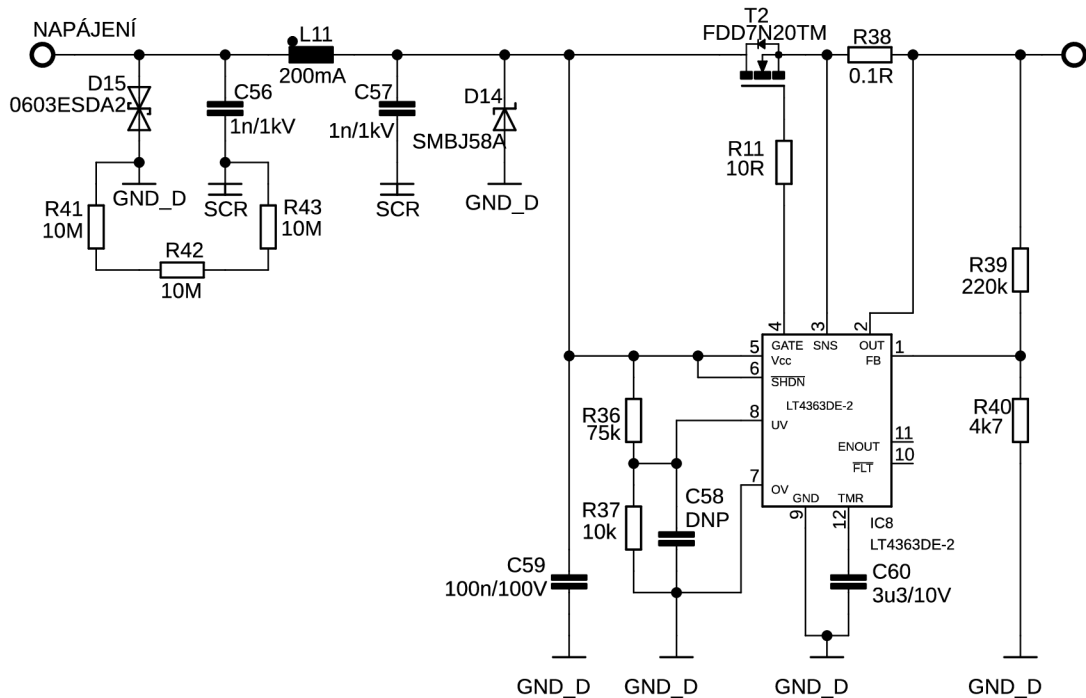 NAPÁJENÍ
T2
FDD7N20TM
L11
200mA
R38
0.1R
D15
0603ESDA2
C56
1n/1kV
C57
1n/1kV
D14
SMBJ58A
R11
10R
GND_D
SCR
SCR
GND_D
R41
10M
R43
10M
R42
10M
R39
220k
4
3
2
GATE
SNS
OUT
5
Vcc
FB
1
6
SHDN
LT4363DE-2
R36
75k
8
UV
R40
4k7
ENOUT
11
FLT
10
7
OV
C58
DNP
R37
10k
GND
TMR
9
12
IC8
LT4363DE-2
C59
100n/100V
C60
3u3/10V
GND_D
GND_D
GND_D
GND_D